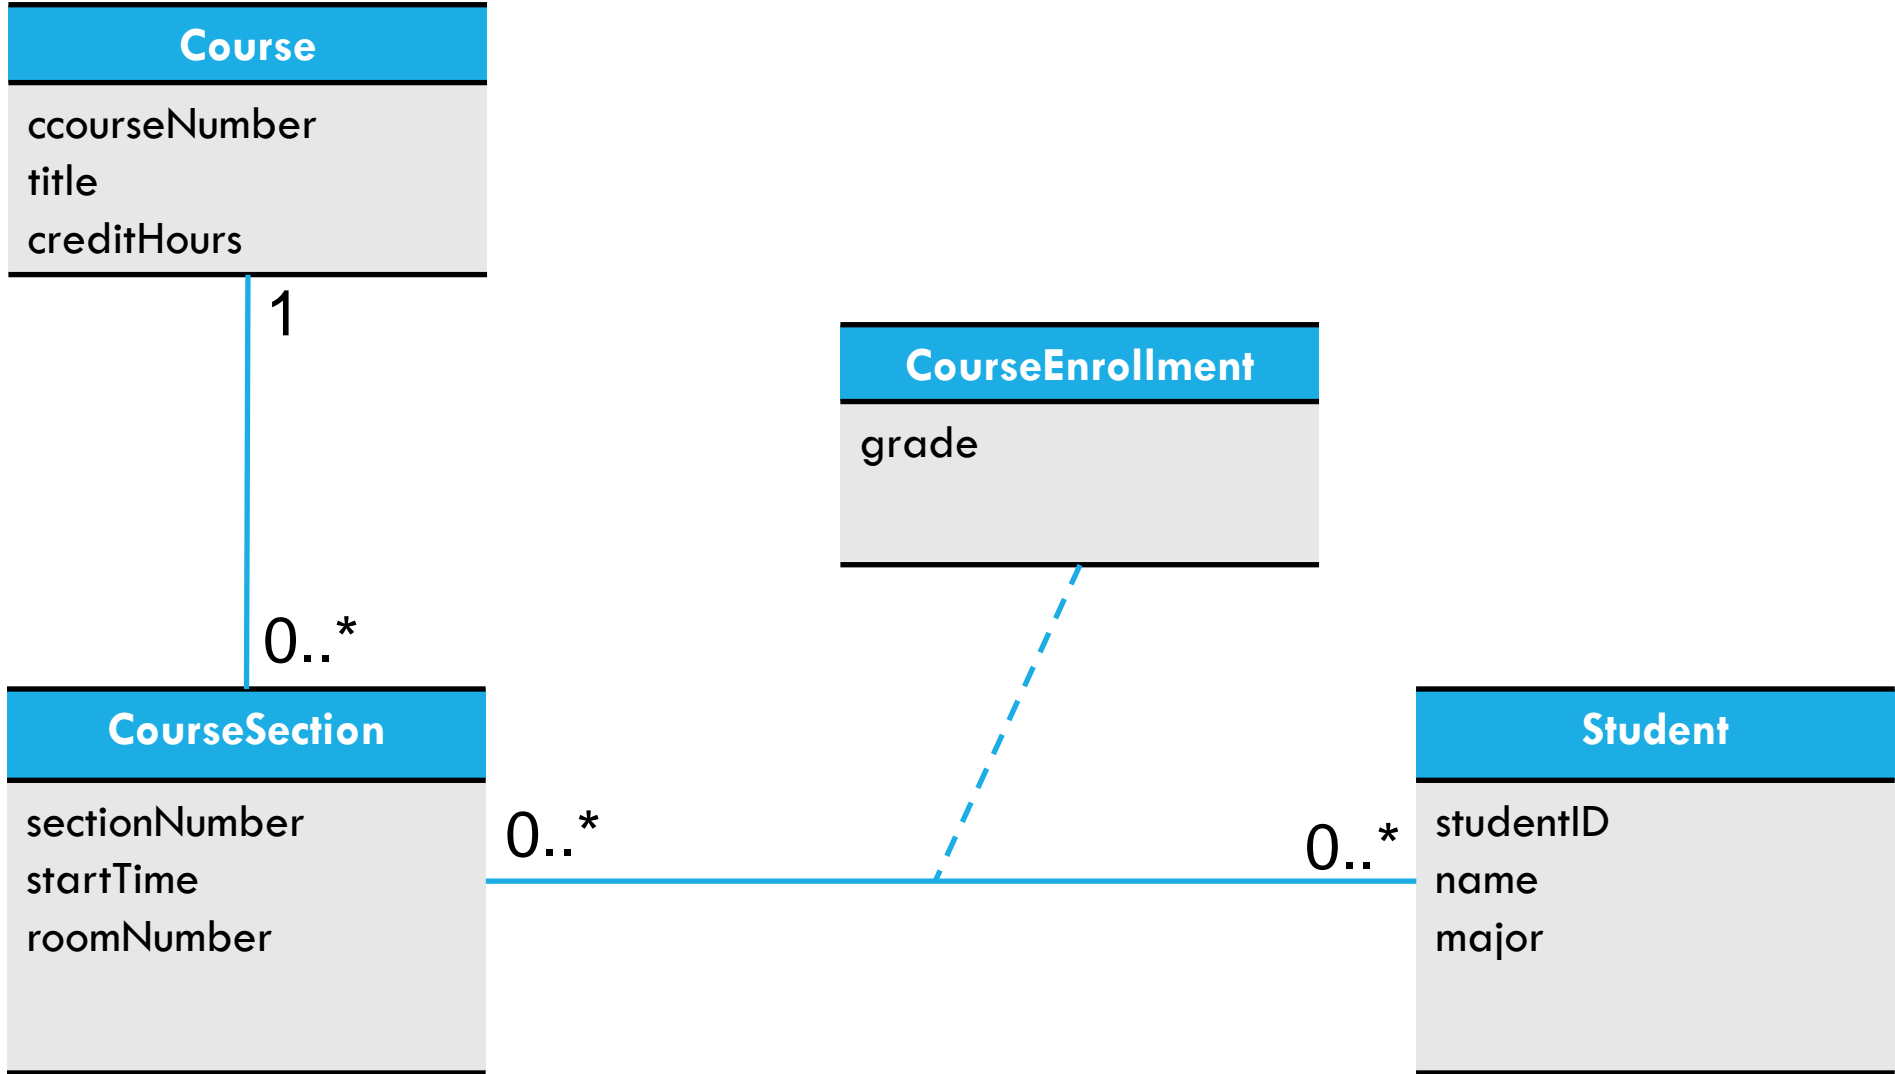 Course
ccourseNumber
title
creditHours
1
0..*
CourseEnrollment
grade
CourseSection
sectionNumber
startTime
roomNumber
0..*
0..*
Student
studentID
name
major